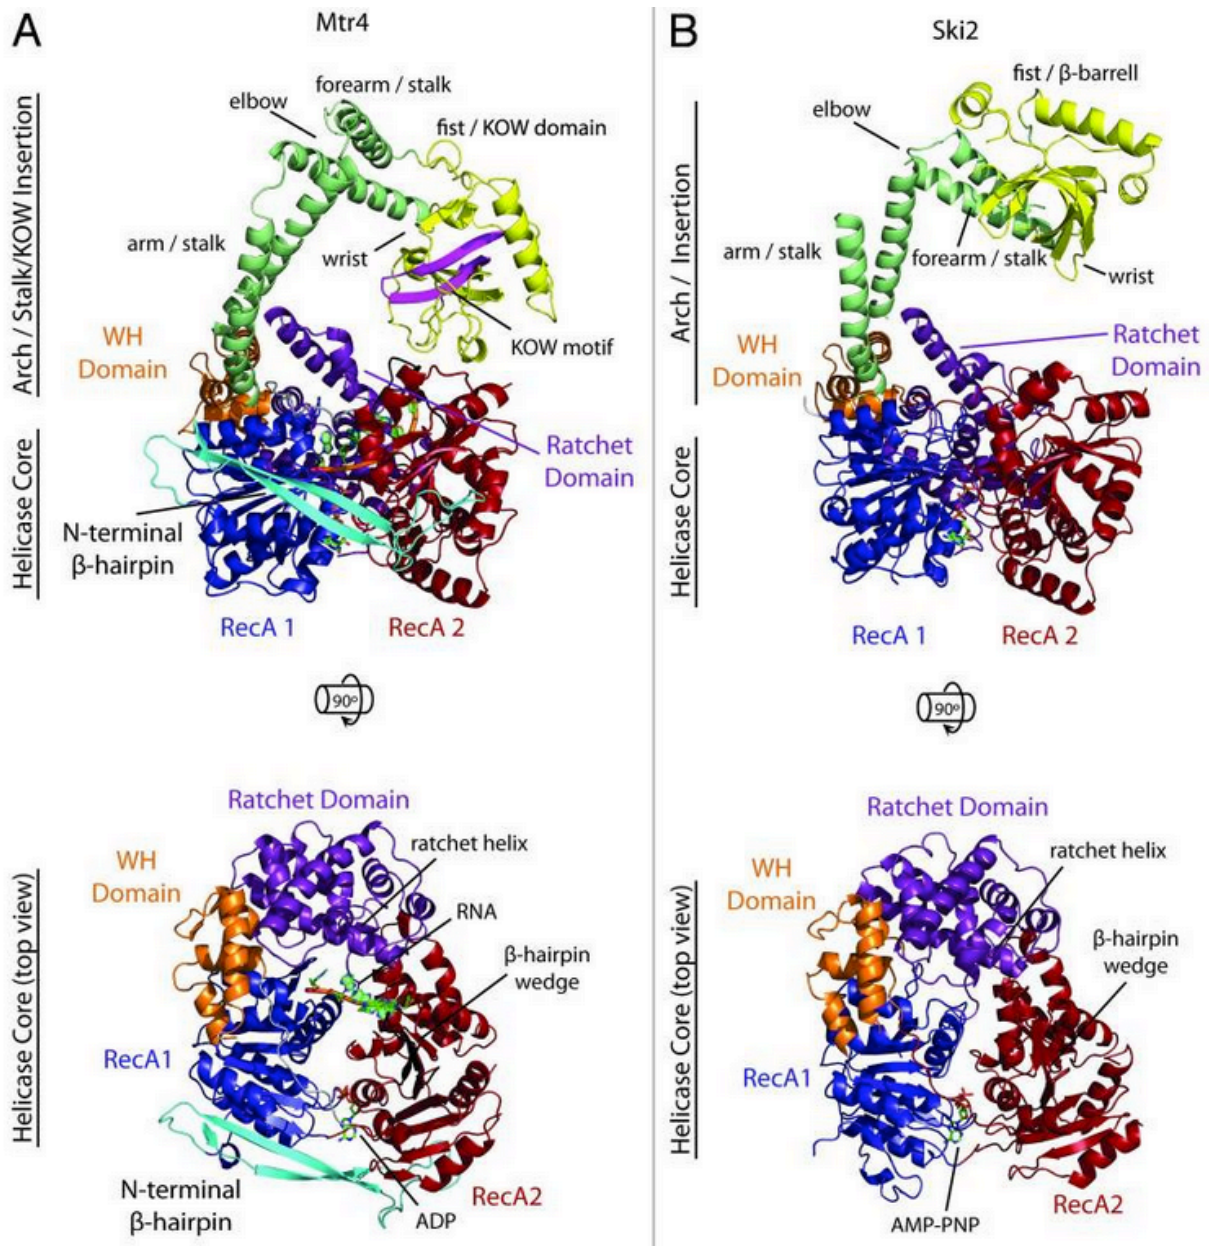 A
Mtr4
Arch / Stalk/KOW Insertion
Helicase Core
forearm / stalk
elbow
fist / KOW domain
arm / stalk
wrist
KOW motif
WH
Domain
Ratchet
Domain
N-terminal
β-hairpin
RecA 1
RecA 2
90º
Helicase Core (top view)
Ratchet Domain
WH
Domain
ratchet helix
RNA
β-hairpin
wedge
RecA1
N-terminal
β-hairpin
ADP
RecA2
B
Ski2
Arch / Insertion
Helicase Core
fist / β-barrell
elbow
arm / stalk
forearm / stalk
wrist
WH
Domain
Ratchet
Domain
RecA 1
RecA 2
90º
Helicase Core (top view)
Ratchet Domain
WH
Domain
ratchet helix
β-hairpin
wedge
RecA1
AMP-PNP
RecA2